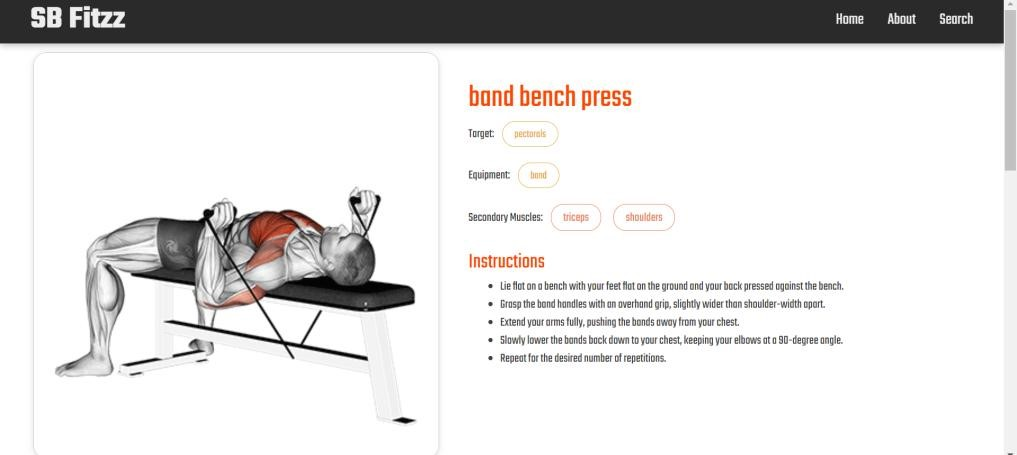 SB Fitzz
Home About Search
band bench press
Target: pectorals
Equipment: band
Secondary Muscles: triceps shoulders
Instructions
Lie flat on a bench with your feet flat on the ground and your back pressed against the bench.
Grasp the band handles with an overhand grip, slightly wider than shoulder-width apart.
Extend your arms fully, pushing the bands away from your chest.
Slowly lower the bands back down to your chest, keeping your elbows at a 90-degree angle.
Repeat for the desired number of repetitions.